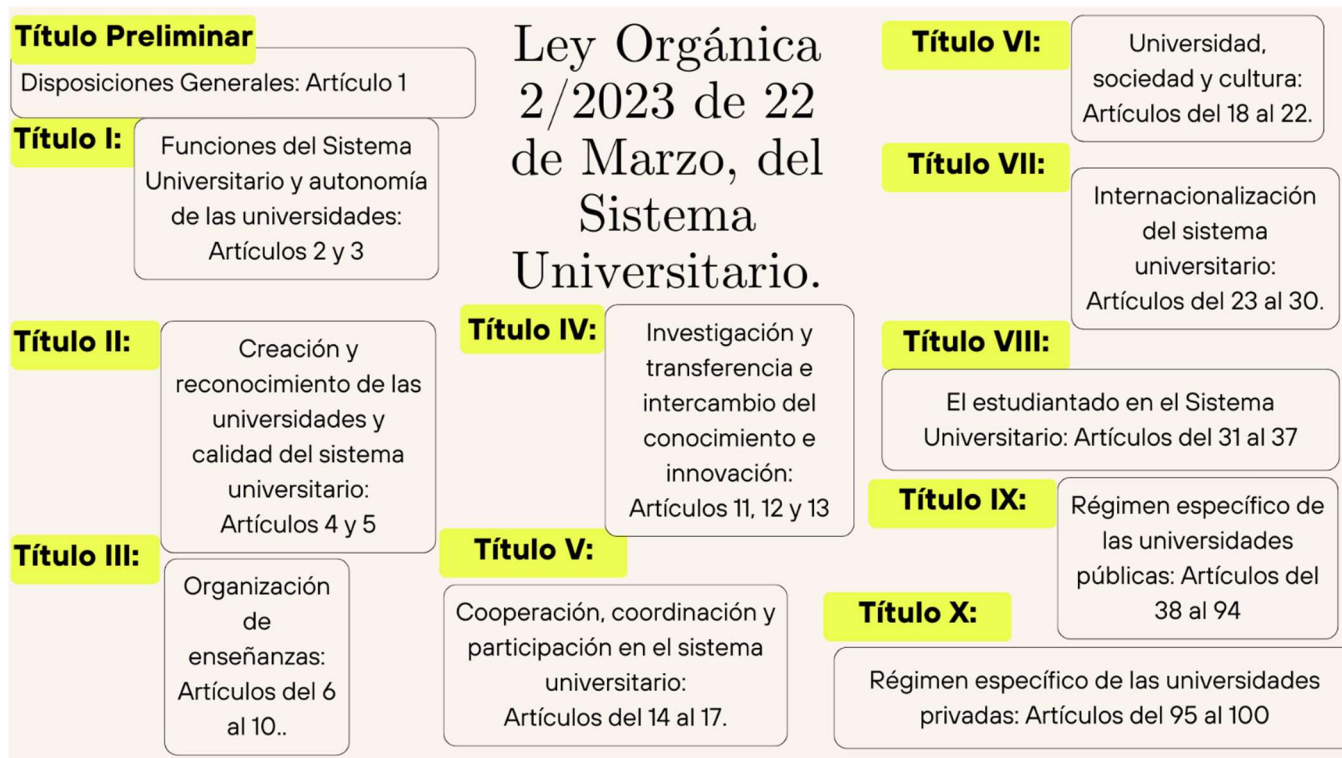 Título Preliminar
Disposiciones Generales: Artículo 1
Título I:
Funciones del Sistema
Universitario y autonomía
de las universidades:
Artículos 2 y 3
Título II:
Creación y
reconocimiento de las
universidades y
calidad del sistema
universitario:
Artículos 4 y 5
Título III:
Organización
de
enseñanzas:
Artículos del 6
al 10..
Ley Orgánica
2/2023 de 22
de Marzo, del
Sistema
Universitario.
Título IV:
Investigación y
transferencia e
intercambio del
conocimiento e
innovación:
Artículos 11, 12 y 13
Título V:
Cooperación, coordinación y
participación en el sistema
universitario:
Artículos del 14 al 17.
Título VI:
Universidad,
sociedad y cultura:
Artículos del 18 al 22.
Título VII:
Internacionalización
del sistema
universitario:
Artículos del 23 al 30.
Título VIII:
El estudiantado en el Sistema
Universitario: Artículos del 31 al 37
Título IX:
Régimen específico de
las universidades
públicas: Artículos del
38 al 94
Título X:
Régimen específico de las universidades
privadas: Artículos del 95 al 100